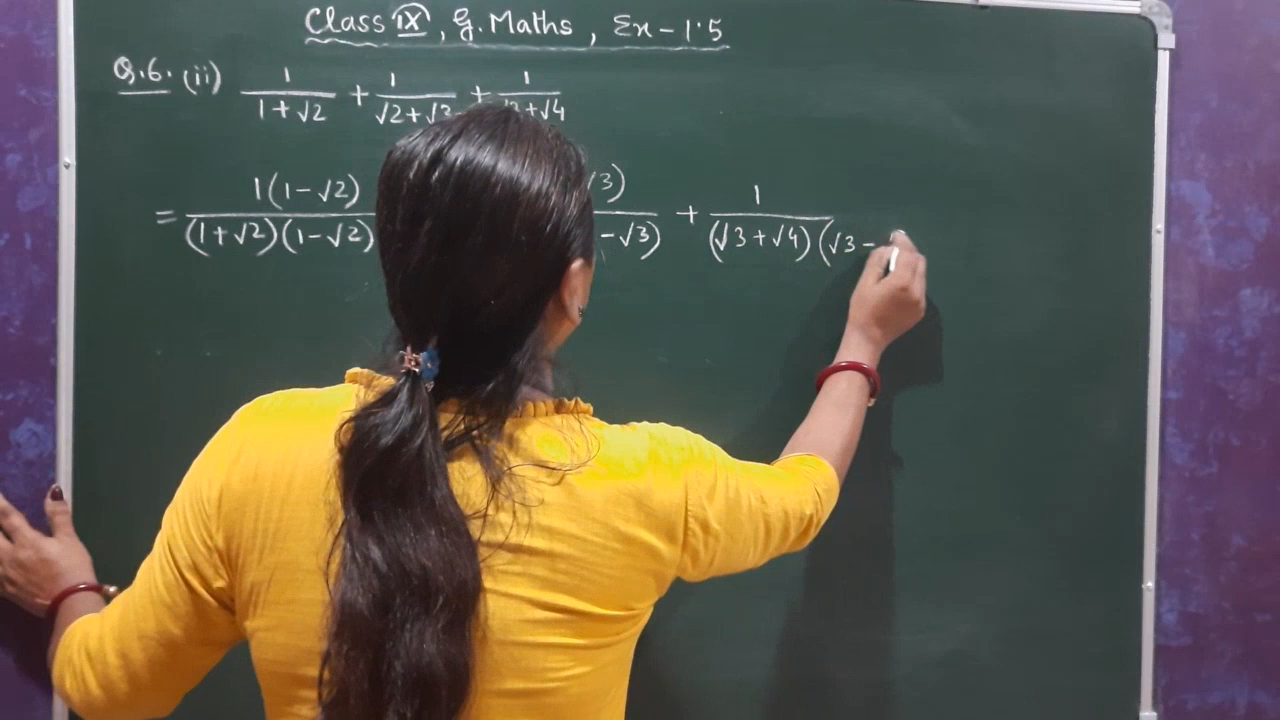 Class IX, G. Maths, Ex-1.5
Q.6. (ii) 1/(1+√2) + 1/(√2+√3) + 1/(√3+√4)
= 1(1-√2)/((1+√2)(1-√2)) √3)/(-√3) + 1/((√3+√4)(√3-